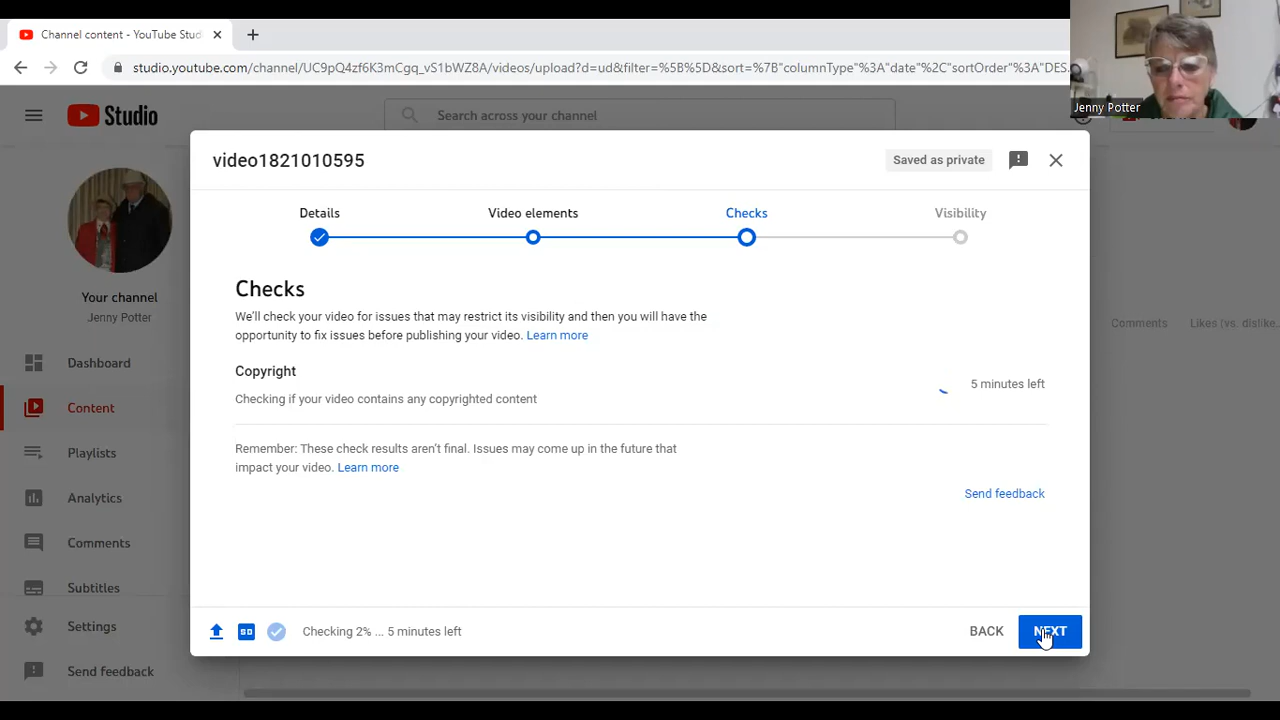 Channel content - YouTube Stud
studio.youtube.com/channel/UC9pQ4zf6K3mCgq_vS1bWZ8A/videos/upload?d=ud&filter=%5B%5D&sort=%7B"columnType"%3A"date"%2C"sortOrder"%3A"DES...
Jenny Potter
Studio
Search across your channel
video1821010595
Saved as private
Details
Video elements
Checks
Visibility
Checks
We'll check your video for issues that may restrict its visibility and then you will have the
opportunity to fix issues before publishing your video. Learn more
Copyright
Checking if your video contains any copyrighted content
5 minutes left
Remember: These check results aren't final. Issues may come up in the future that
impact your video. Learn more
Send feedback
SD
Checking 2% ... 5 minutes left
BACK
NEXT
Your channel
Jenny Potter
Dashboard
Content
Playlists
Analytics
Comments
Subtitles
Settings
Send feedback
Comments
Likes (vs. dislike...